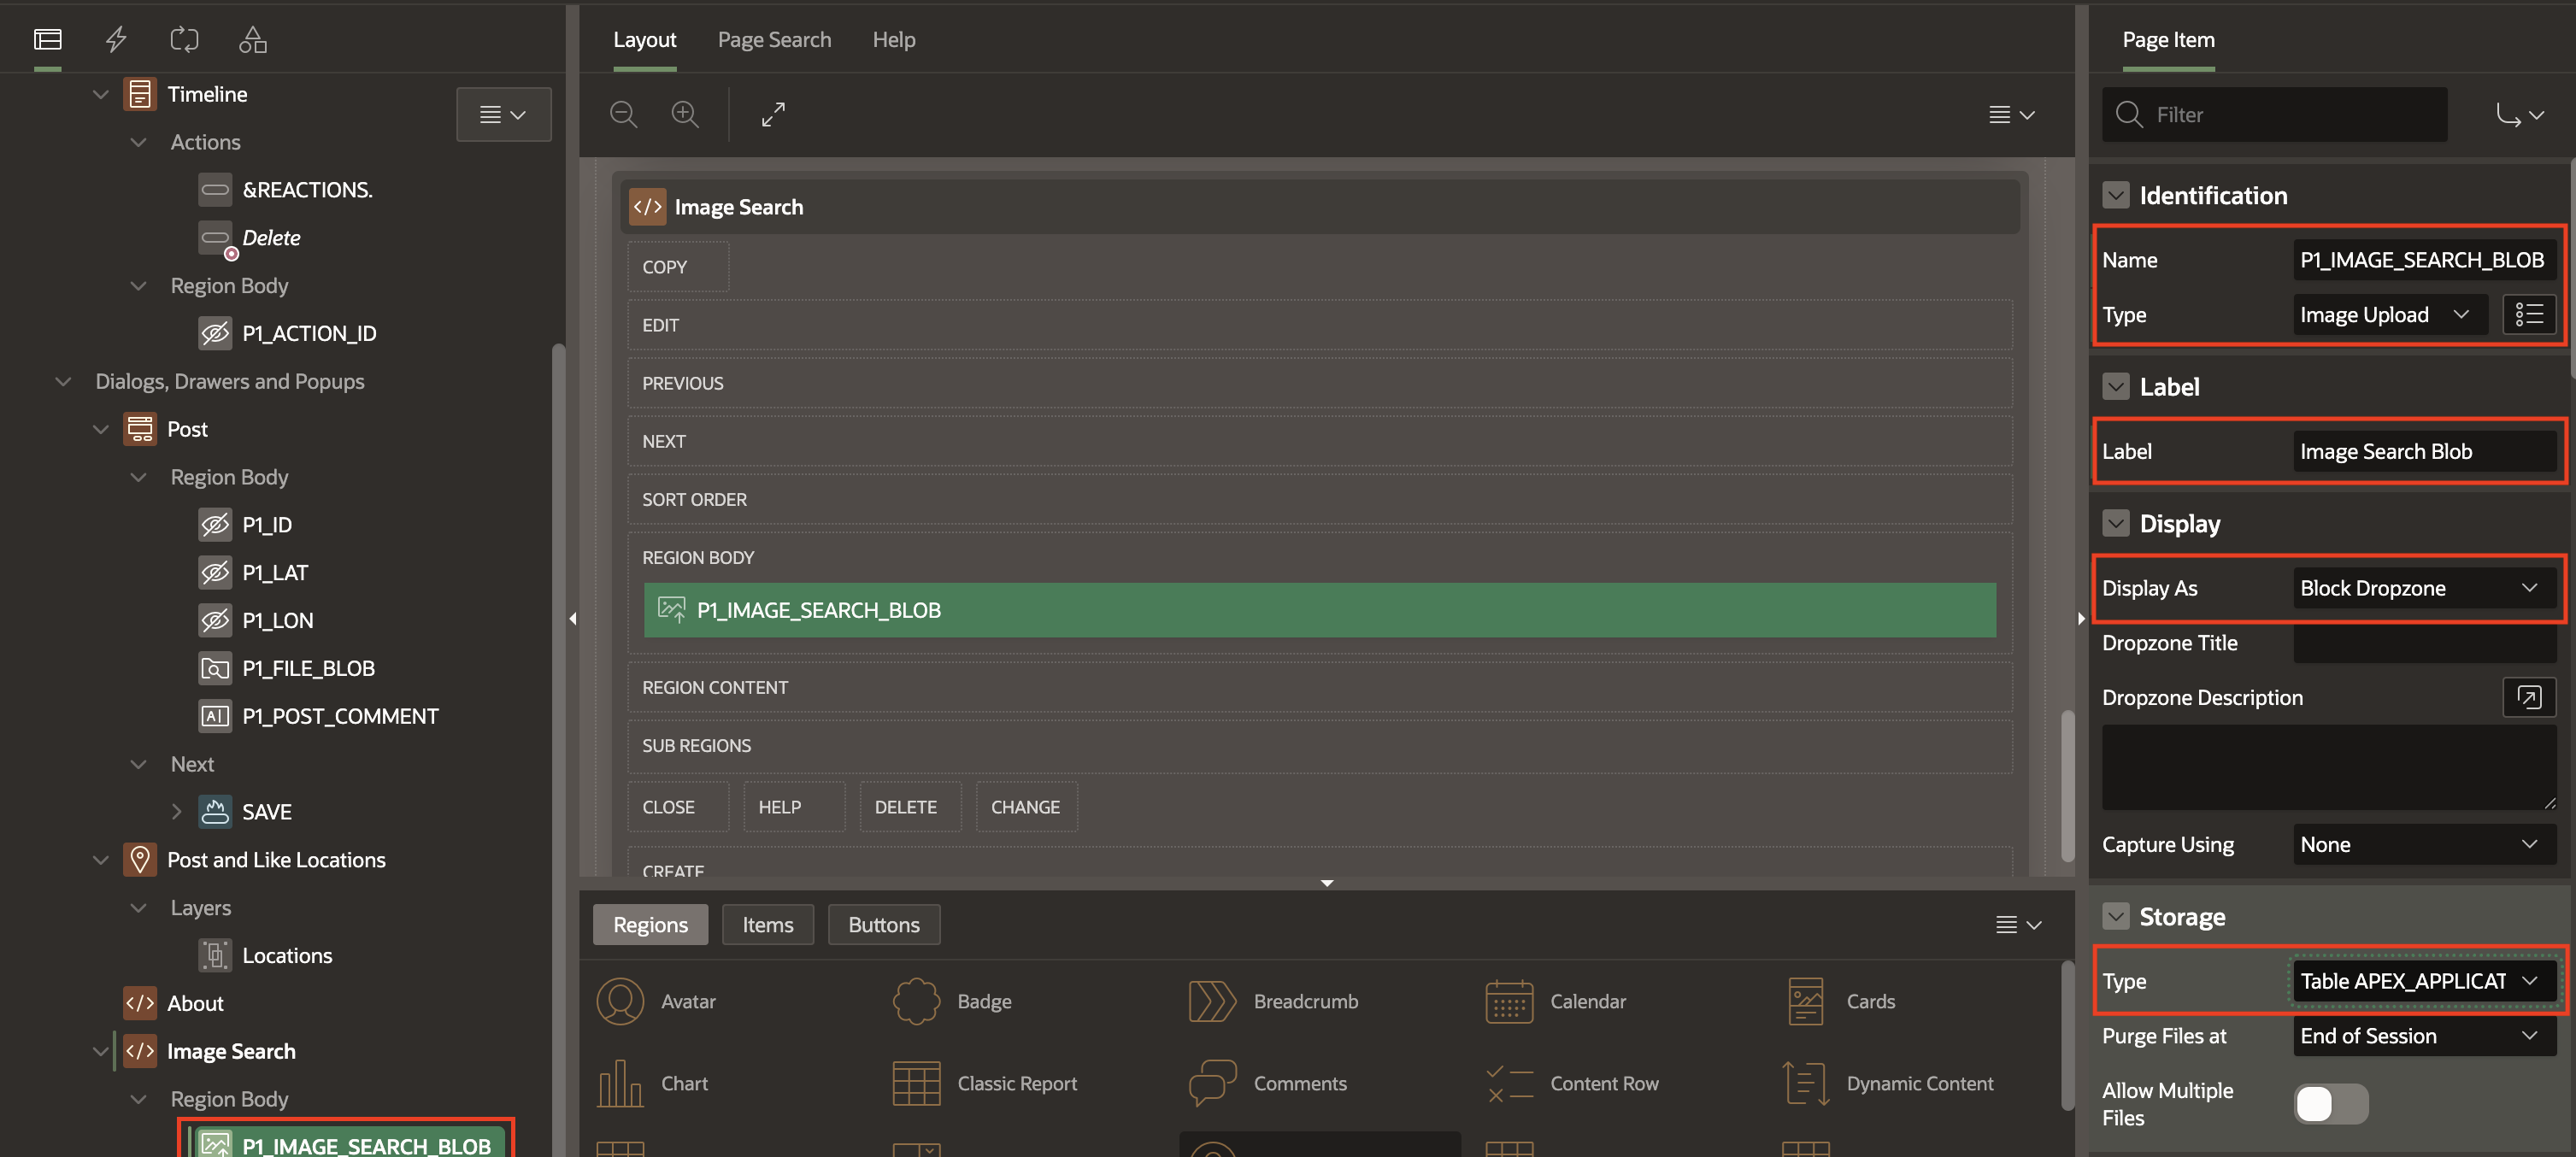 Timeline
Actions
&REACTIONS.
Delete
Region Body
P1_ACTION_ID
Dialogs, Drawers and Popups
Post
Region Body
P1_ID
P1_LAT
P1_LON
P1_FILE_BLOB
P1_POST_COMMENT
Next
SAVE
Post and Like Locations
Layers
Locations
About
Image Search
Region Body
P1_IMAGE_SEARCH_BLOB
Layout Page Search Help
Image Search
COPY
EDIT
PREVIOUS
NEXT
SORT ORDER
REGION BODY
P1_IMAGE_SEARCH_BLOB
REGION CONTENT
SUB REGIONS
CLOSE HELP DELETE CHANGE
CREATE
Regions Items Buttons
Avatar Badge Breadcrumb Calendar Cards
Chart Classic Report Comments Content Row Dynamic Content
Page Item
Filter
Identification
Name P1_IMAGE_SEARCH_BLOB
Type Image Upload
Label
Label Image Search Blob
Display
Display As Block Dropzone
Dropzone Title
Dropzone Description
Capture Using None
Storage
Type Table APEX_APPLICAT
Purge Files at End of Session
Allow Multiple
Files